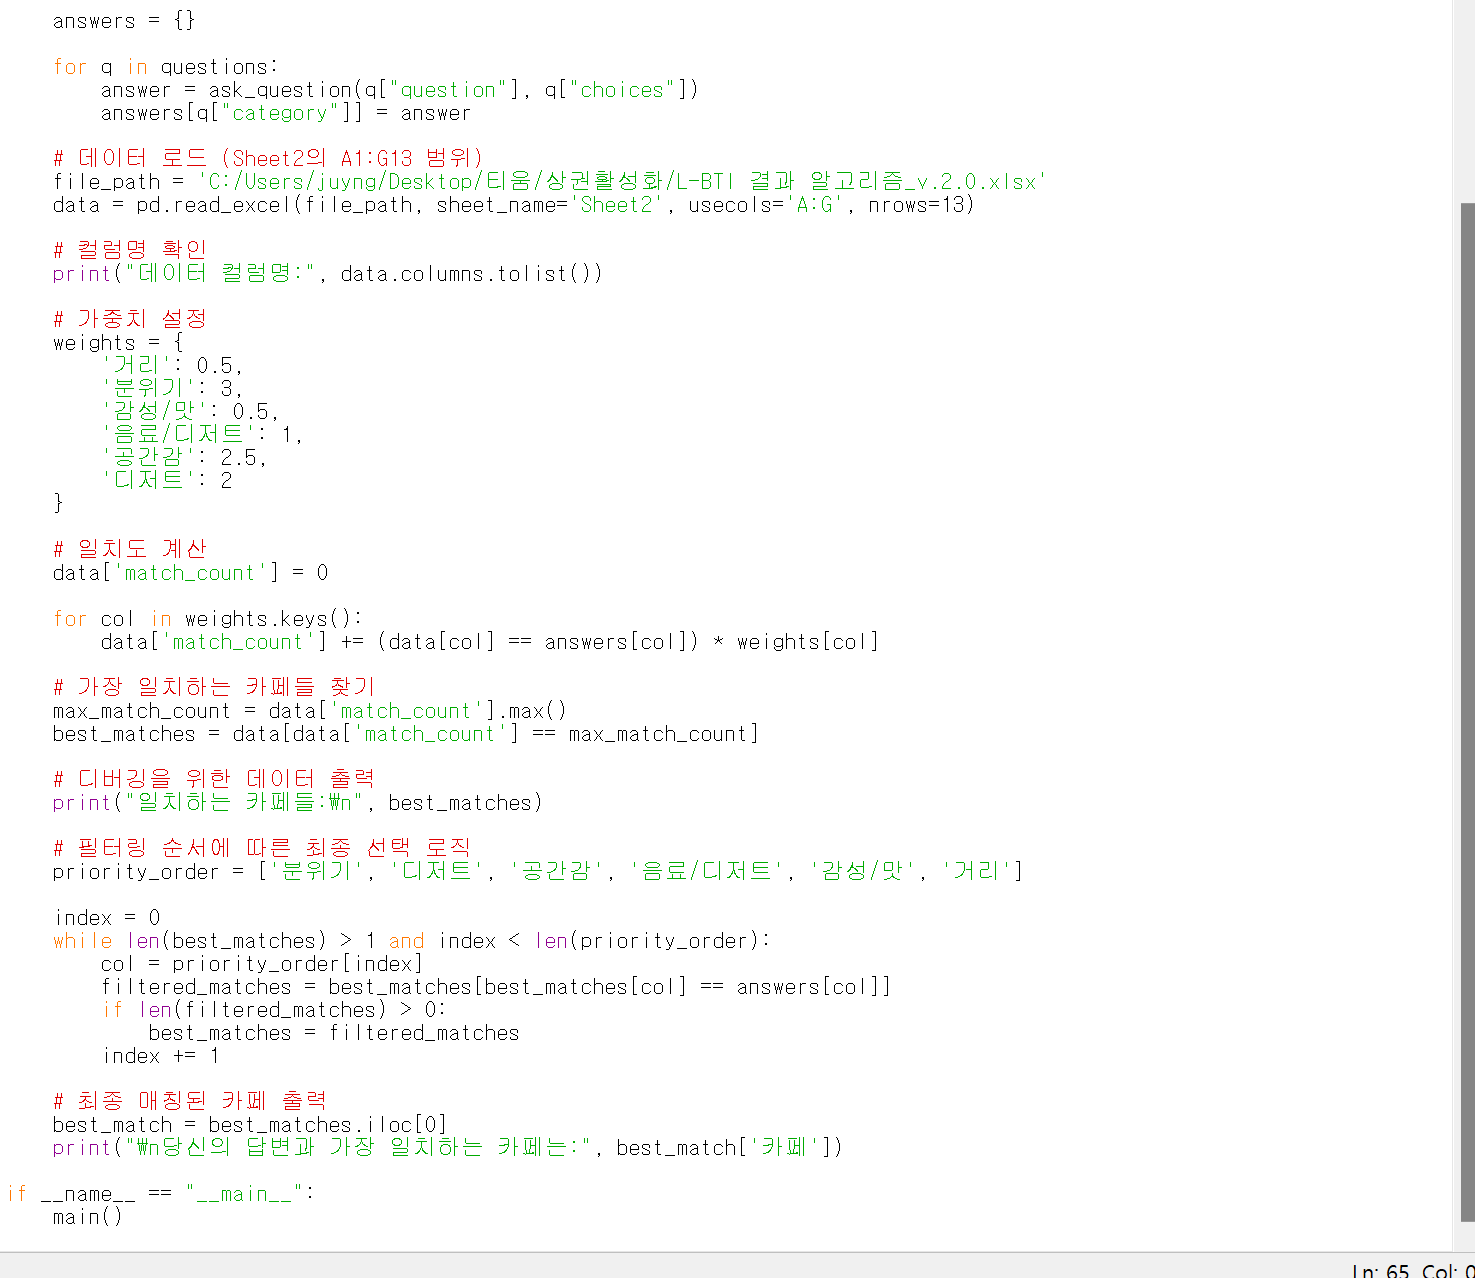 answers = {}
for q in questions:
answer = ask_question(q["question"], q["choices"])
answers[q["category"]] = answer
# 데이터 로드 (Sheet2의 A1:G13 범위)
file_path = 'C:/Users/juyng/Desktop/티움/상권활성화/L-BTI 결과 알고리즘_v.2.0.xlsx'
data = pd.read_excel(file_path, sheet_name='Sheet2', usecols='A:G', nrows=13)
# 컬럼명 확인
print("데이터 컬럼명:", data.columns.tolist())
# 가중치 설정
weights = {
'거리': 0.5,
'분위기': 3,
'감성/맛': 0.5,
'음료/디저트': 1,
'공간감': 2.5,
'디저트': 2
}
# 일치도 계산
data['match_count'] = 0
for col in weights.keys():
data['match_count'] += (data[col] == answers[col]) * weights[col]
# 가장 일치하는 카페들 찾기
max_match_count = data['match_count'].max()
best_matches = data[data['match_count'] == max_match_count]
# 디버깅을 위한 데이터 출력
print("일치하는 카페들:₩n", best_matches)
# 필터링 순서에 따른 최종 선택 로직
priority_order = ['분위기', '디저트', '공간감', '음료/디저트', '감성/맛', '거리']
index = 0
while len(best_matches) > 1 and index < len(priority_order):
col = priority_order[index]
filtered_matches = best_matches[best_matches[col] == answers[col]]
if len(filtered_matches) > 0:
best_matches = filtered_matches
index += 1
# 최종 매칭된 카페 출력
best_match = best_matches.iloc[0]
print("₩n당신의 답변과 가장 일치하는 카페는:", best_match['카페'])
if __name__ == "__main__":
main()
Ln: 65 Col: 0